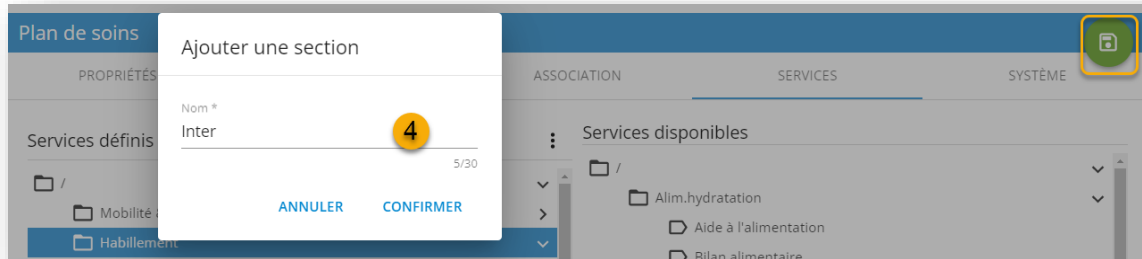 Plan de soins
Ajouter une section
PROPRIÉTÉS
ASSOCIATION
SERVICES
SYSTÈME
Nom *
Inter
4
5/30
ANNULER
CONFIRMER
Services définis
Services disponibles
/
Mobilité
Habillement
/
Alim.hydratation
Aide à l'alimentation
Bilan alimentaire